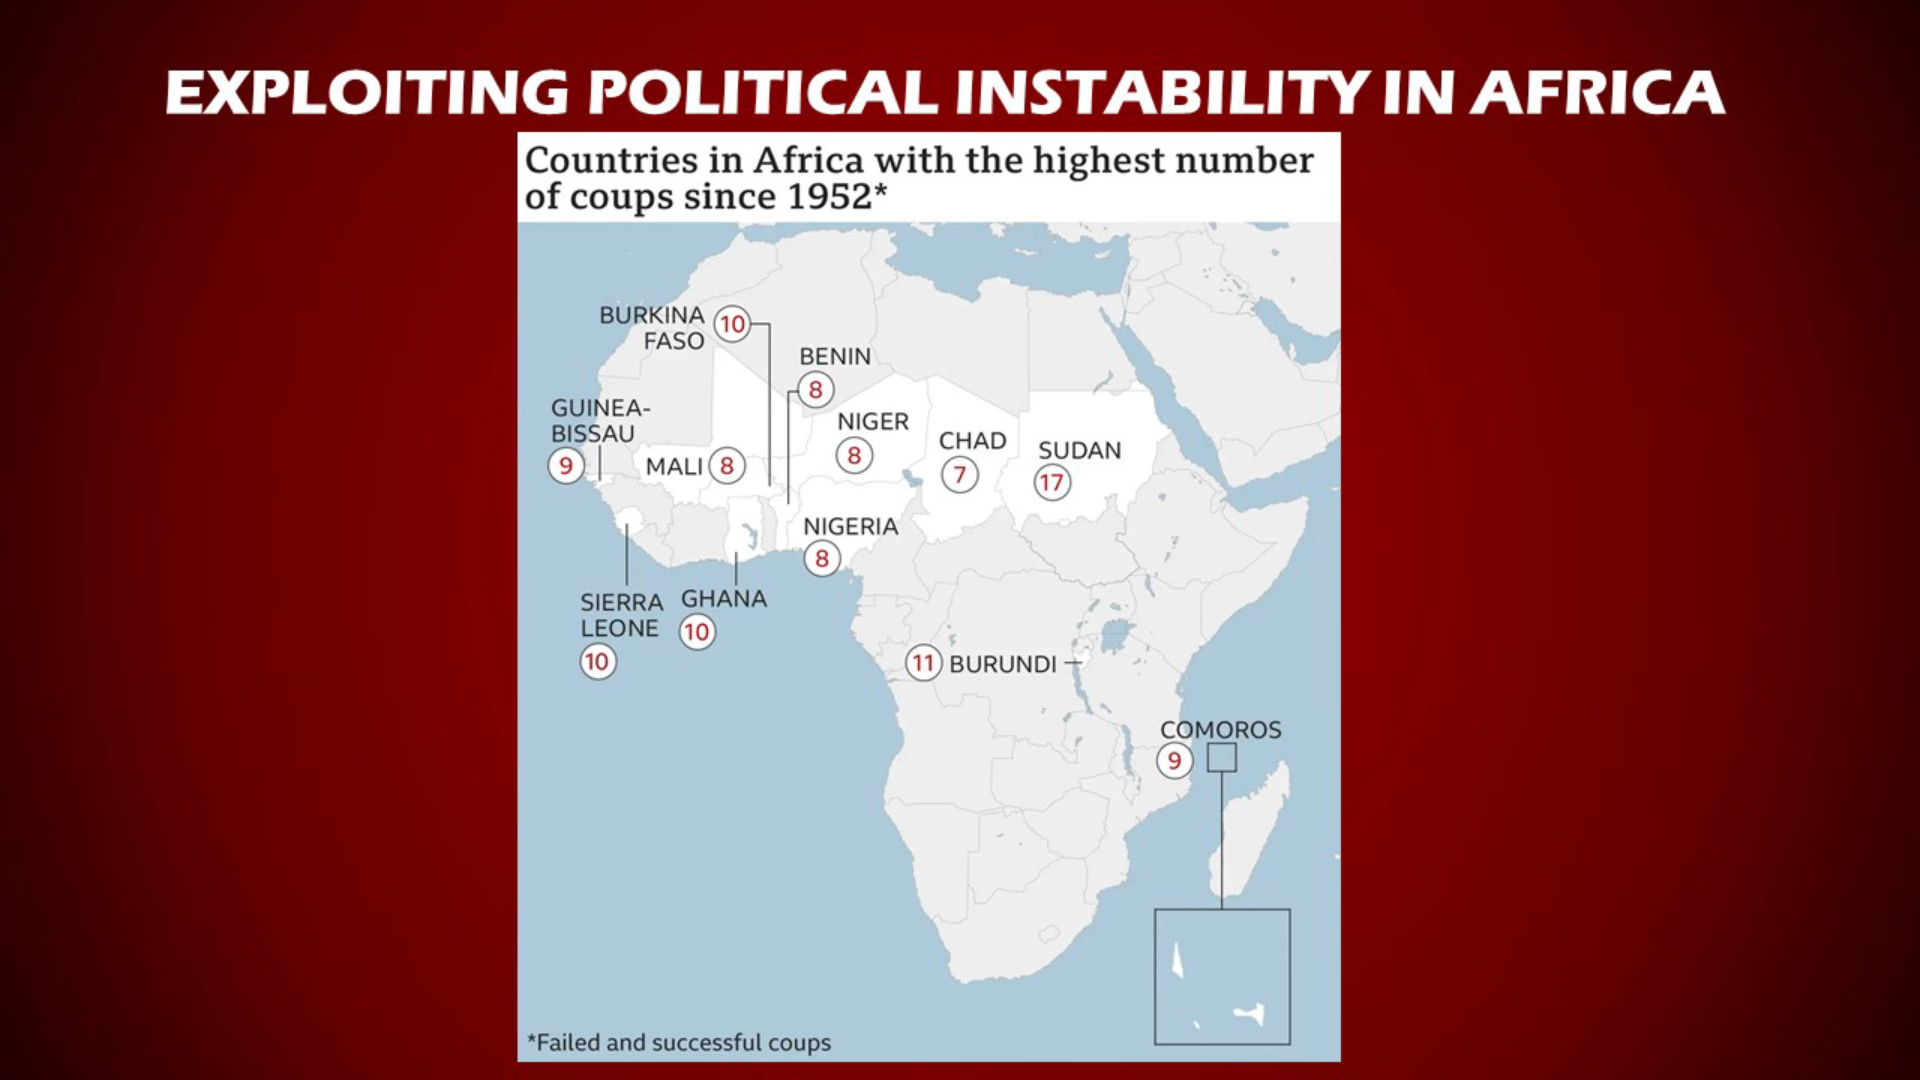 EXPLOITING POLITICAL INSTABILITY IN AFRICA
Countries in Africa with the highest number
of coups since 1952*
BURKINA
FASO
10
BENIN
8
GUINEA-
BISSAU
9
MALI 8
NIGER
8
CHAD
7
SUDAN
17
NIGERIA
8
SIERRA
LEONE
10
GHANA
10
11 BURUNDI
COMOROS
9
*Failed and successful coups